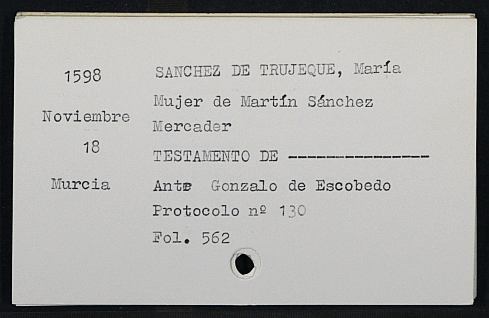 1598
Noviembre
18
Murcia
SANCHEZ DE TRUJEQUE, María
Mujer de Martín Sánchez
Mercader
TESTAMENTO DE ---------------
Ante Gonzalo de Escobedo
Protocolo nº 130
Fol. 562